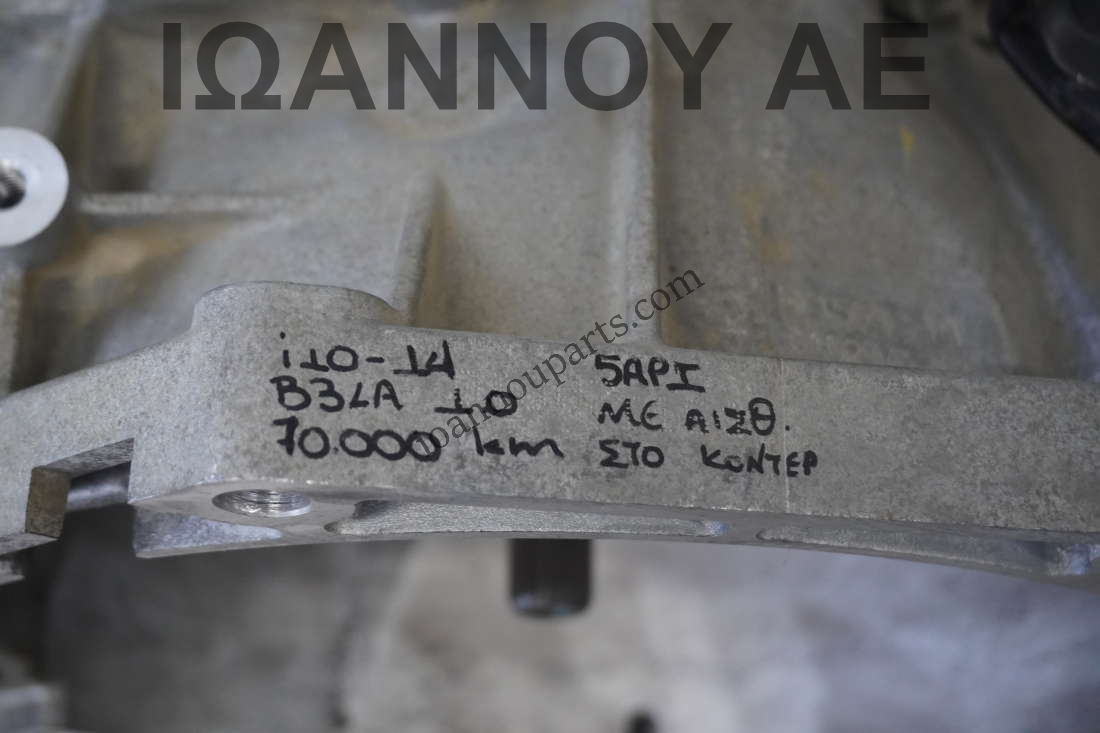 ΙΩΑΝΝΟΥ ΑΕ
i10-14
B3LA 1.0
70.000 km
5ΑΡΙ
ΜΕ ΑΙΣΘ.
ΣΤΟ ΚΟΝΤΕΡ
ioannouparts.com